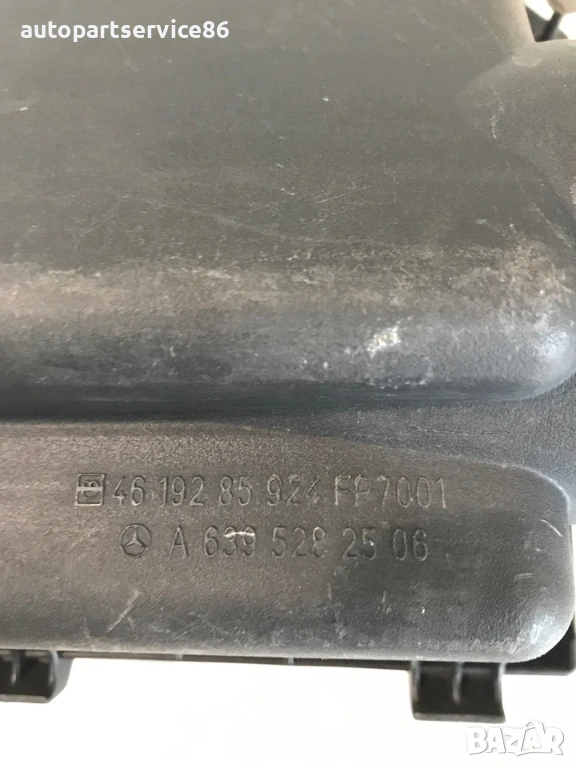 autopartservice86
46 192 85 924 FP7001
A 639 528 25 06
BAZAR